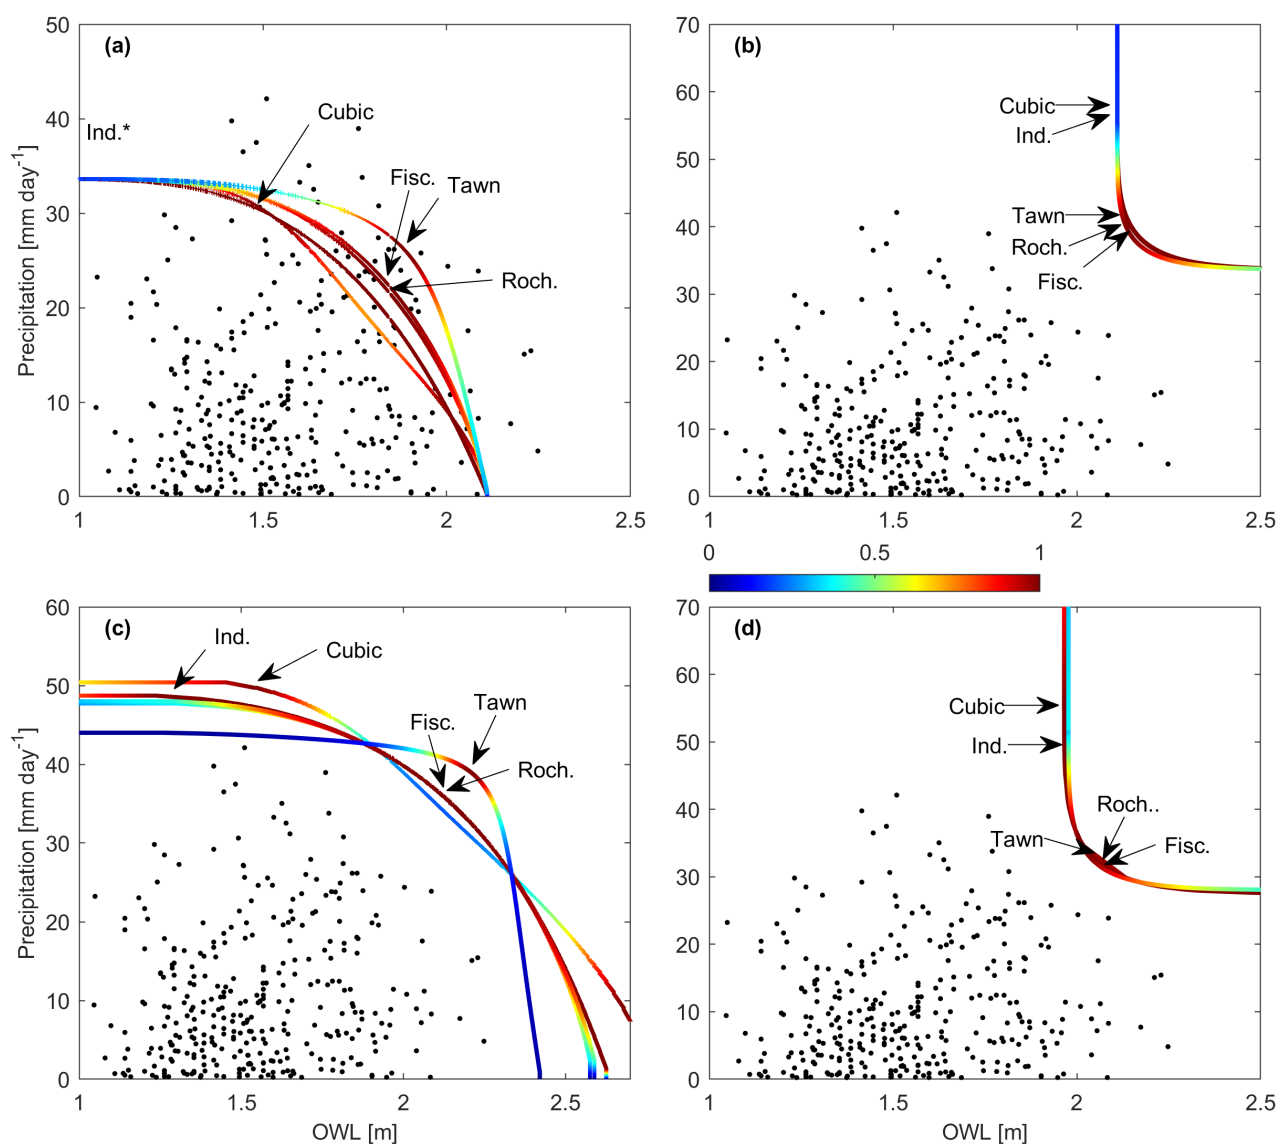 (a)
Ind.*
Cubic
Fisc.
Tawn
Roch.
Precipitation [mm day-1]
50
40
30
20
10
0
1
1.5
2
2.5
(b)
Cubic
Ind.
Tawn
Roch.
Fisc.
70
60
50
40
30
20
10
0
1
1.5
2
2.5
0
0.5
1
(c)
Ind.
Cubic
Tawn
Fisc.
Roch.
Precipitation [mm day-1]
60
50
40
30
20
10
0
1
1.5
2
2.5
OWL [m]
(d)
Cubic
Ind.
Roch..
Tawn
Fisc.
70
60
50
40
30
20
10
0
1
1.5
2
2.5
OWL [m]